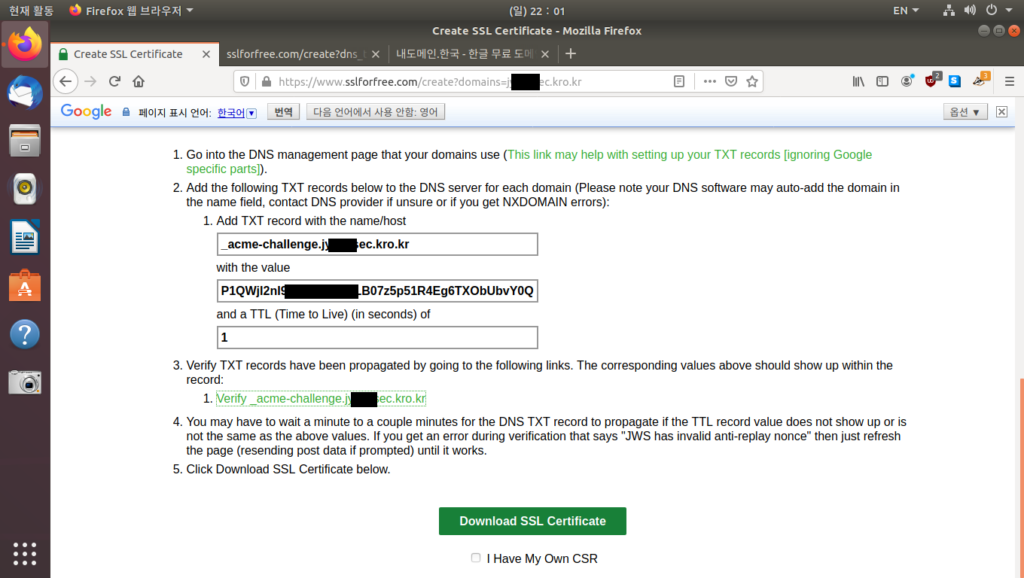 현재 활동 Firefox 웹 브라우저 (일) 22 : 01 EN
Create SSL Certificate - Mozilla Firefox
Create SSL Certificate sslforfree.com/create?dns_ 내도메인.한국 - 한글 무료 도메
https://www.sslforfree.com/create?domains=j ec.kro.kr
2 S 3
Google 페이지 표시 언어: 한국어 번역 다음 언어에서 사용 안함: 영어 옵션 ▼
1. Go into the DNS management page that your domains use (This link may help with setting up your TXT records [ignoring Google
specific parts]).
2. Add the following TXT records below to the DNS server for each domain (Please note your DNS software may auto-add the domain in
the name field, contact DNS provider if unsure or if you get NXDOMAIN errors):
1. Add TXT record with the name/host
_acme-challenge.jy sec.kro.kr
with the value
P1QWjI2nI9 LB07z5p51R4Eg6TXObUbvY0Q
and a TTL (Time to Live) (in seconds) of
1
3. Verify TXT records have been propagated by going to the following links. The corresponding values above should show up within the
record:
1. Verify _acme-challenge.jy sec.kro.kr
4. You may have to wait a minute to a couple minutes for the DNS TXT record to propagate if the TTL record value does not show up or is
not the same as the above values. If you get an error during verification that says "JWS has invalid anti-replay nonce" then just refresh
the page (resending post data if prompted) until it works.
5. Click Download SSL Certificate below.
Download SSL Certificate
I Have My Own CSR